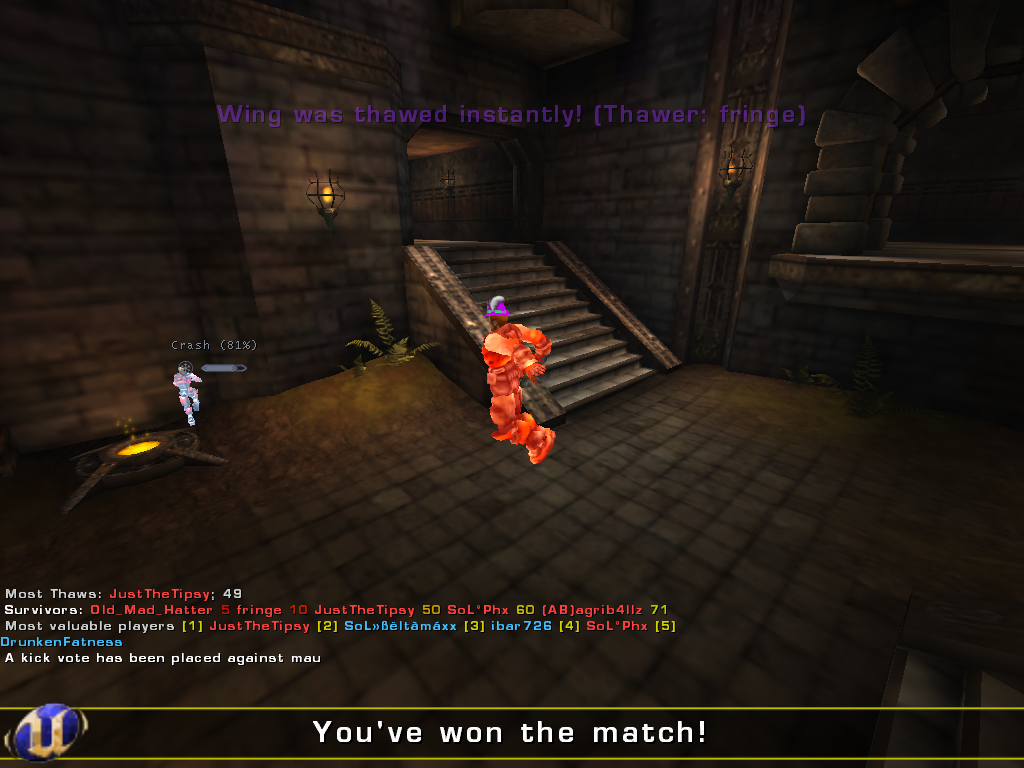 Wing was thawed instantly! (Thawer: fringe)
Crash (81%)
Most Thaws: JustTheTipsy; 49
Survivors: Old_Mad_Hatter 5 fringe 10 JustTheTipsy 50 SoL°Phx 60 (AB)agrib4llz 71
Most valuable players [1] JustTheTipsy [2] SoL»ßêltàmáxx [3] ibar726 [4] SoL°Phx [5]
DrunkenFatness
A kick vote has been placed against mau
You've won the match!